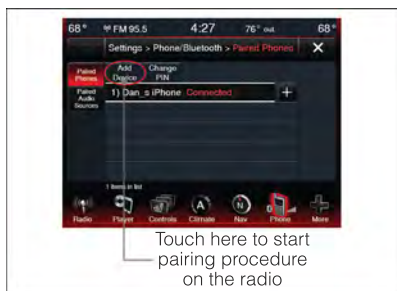 68° FM 95.5 4:27 76° out 68°
Settings > Phone/Bluetooth > Paired Phones X
Paired Phones
Add Device
Change PIN
Paired Audio Sources
1) Dan_s iPhone Connected +
1 Items in list
Radio Player Controls Climate Nav Phone More
Touch here to start
pairing procedure
on the radio